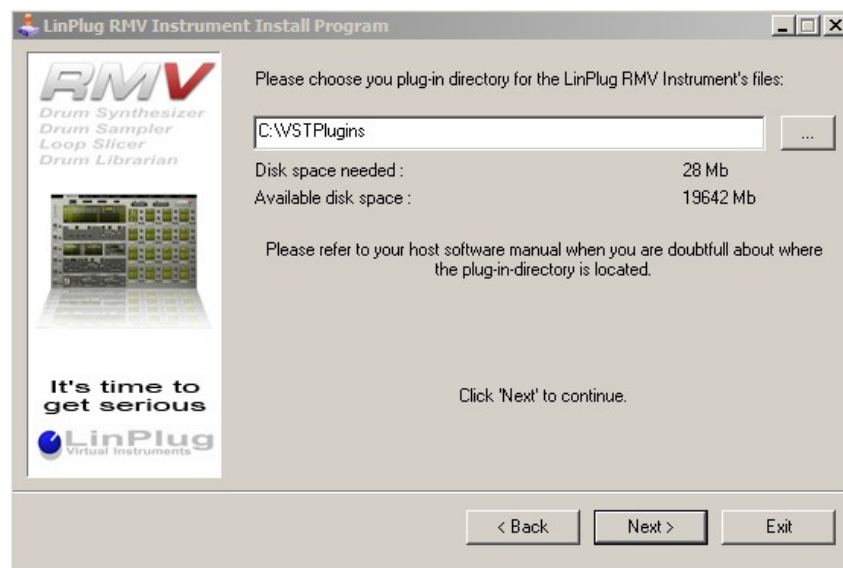 LinPlug RMV Instrument Install Program
RMV
Drum Synthesizer
Drum Sampler
Loop Slicer
Drum Librarian
It's time to
get serious
LinPlug
Virtual Instruments
Please choose you plug-in directory for the LinPlug RMV Instrument's files:
C:\VSTPlugins
...
Disk space needed : 28 Mb
Available disk space : 19642 Mb
Please refer to your host software manual when you are doubtfull about where
the plug-in-directory is located.
Click 'Next' to continue.
< Back
Next >
Exit